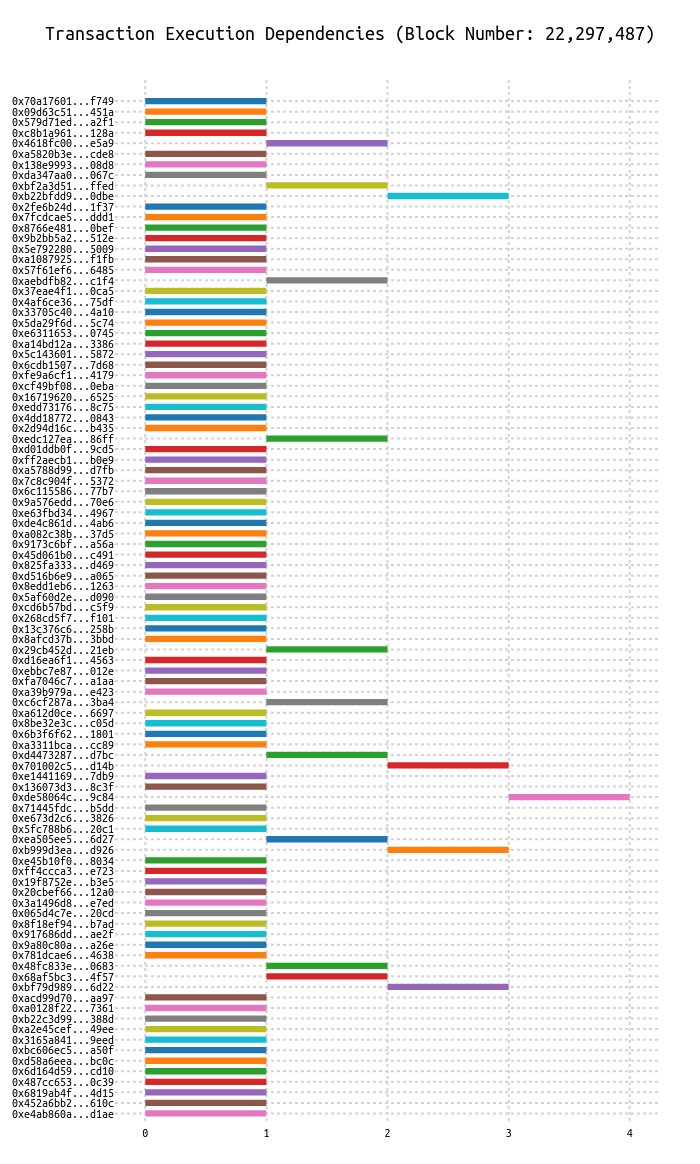 Transaction Execution Dependencies (Block Number: 22,297,487)
0x70a17601...f749
0x09d63c51...451a
0x579d71ed...a2f1
0xc8b1a961...128a
0x4618fc00...e5a9
0xa5820b3e...cde8
0x138e9993...08d8
0xda347aa0...067c
0xbf2a3d51...ffed
0xb22bfdd9...0dbe
0x2fe6b24d...1f37
0x7fcdcae5...ddd1
0x8766e481...0bef
0x9b2bb5a2...512e
0x5e792280...5009
0xa1087925...f1fb
0x57f61ef6...6485
0xaebdfb82...c1f4
0x37eae4f1...0ca5
0x4af6ce36...75df
0x33705c40...4a10
0x5da29f6d...5c74
0xe6311653...0745
0xa14bd12a...3386
0x5c143601...5872
0x6cdb1507...7d68
0xfe9a6cf1...4179
0xcf49bf08...0eba
0x16719620...6525
0xedd73176...8c75
0x4dd18772...0843
0x2d94d16c...b435
0xedc127ea...86ff
0xd01ddb0f...9cd5
0xff2aecb1...b0e9
0xa5788d99...d7fb
0x7c8c904f...5372
0x6c115586...77b7
0x9a576edd...70e6
0xe63fbd34...4967
0xde4c861d...4ab6
0xa082c38b...37d5
0x9173c6bf...a56a
0x45d061b0...c491
0x825fa333...d469
0xd516b6e9...a065
0x8edd1eb6...1263
0x5af60d2e...d090
0xcd6b57bd...c5f9
0x268cd5f7...f101
0x13c376c6...258b
0x8afcd37b...3bbd
0x29cb452d...21eb
0xd16ea6f1...4563
0xebbc7e87...012e
0xfa7046c7...a1aa
0xa39b979a...e423
0xc6cf287a...3ba4
0xa612d0ce...6697
0x8be32e3c...c05d
0x6b3f6f62...1801
0xa3311bca...cc89
0xd4473287...d7bc
0x701002c5...d14b
0xe1441169...7db9
0x136073d3...8c3f
0xde58064c...9c84
0x71445fdc...b5dd
0xe673d2c6...3826
0x5fc788b6...20c1
0xea505ee5...6d27
0xb999d3ea...d926
0xe45b10f0...8034
0xff4ccca3...e723
0x19f8752e...b3e5
0x20cbef66...12a0
0x3a1496d8...e7ed
0x065d4c7e...20cd
0x8f18ef94...b7ad
0x917686dd...ae2f
0x9a80c80a...a26e
0x781dcae6...4638
0x48fc833e...0683
0x68af5bc3...4f57
0xbf79d989...6d22
0xacd99d70...aa97
0xa0128f22...7361
0xb22c3d99...388d
0xa2e45cef...49ee
0x3165a841...9eed
0xbc606ec5...a50f
0xd58a6eea...bc0c
0x6d164d59...cd10
0x487cc653...0c39
0x6819ab4f...4d15
0x452a6bb2...610c
0xe4ab860a...d1ae
0 1 2 3 4